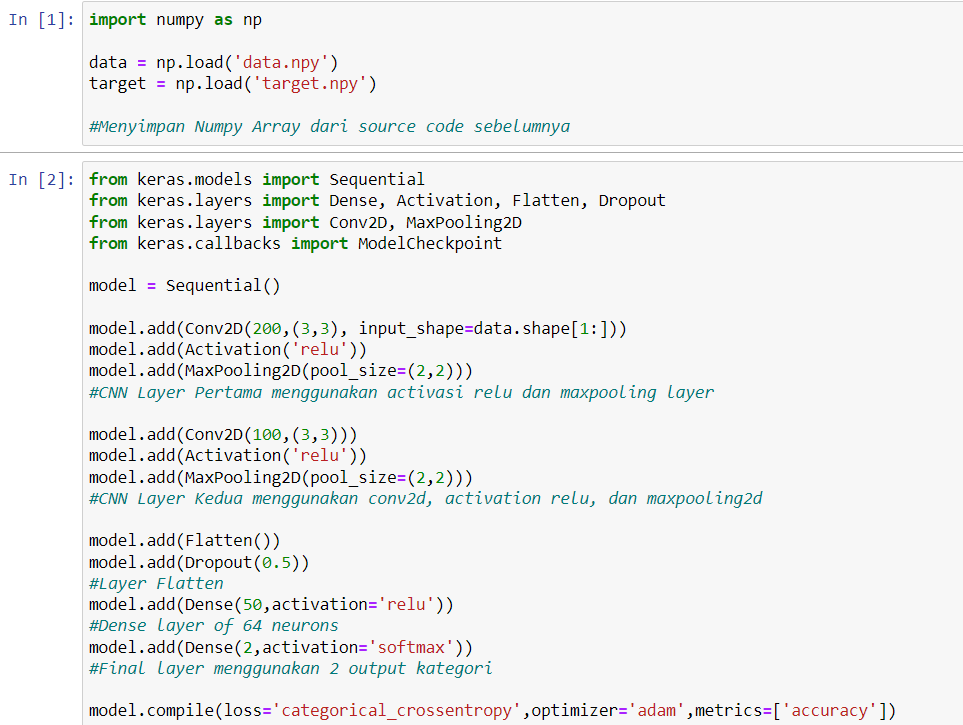 In [1]: import numpy as np
data = np.load('data.npy')
target = np.load('target.npy')
#Menyimpan Numpy Array dari source code sebelumnya
In [2]: from keras.models import Sequential
from keras.layers import Dense, Activation, Flatten, Dropout
from keras.layers import Conv2D, MaxPooling2D
from keras.callbacks import ModelCheckpoint
model = Sequential()
model.add(Conv2D(200,(3,3), input_shape=data.shape[1:]))
model.add(Activation('relu'))
model.add(MaxPooling2D(pool_size=(2,2)))
#CNN Layer Pertama menggunakan activasi relu dan maxpooling layer
model.add(Conv2D(100,(3,3)))
model.add(Activation('relu'))
model.add(MaxPooling2D(pool_size=(2,2)))
#CNN Layer Kedua menggunakan conv2d, activation relu, dan maxpooling2d
model.add(Flatten())
model.add(Dropout(0.5))
#Layer Flatten
model.add(Dense(50,activation='relu'))
#Dense layer of 64 neurons
model.add(Dense(2,activation='softmax'))
#Final layer menggunakan 2 output kategori
model.compile(loss='categorical_crossentropy',optimizer='adam',metrics=['accuracy'])